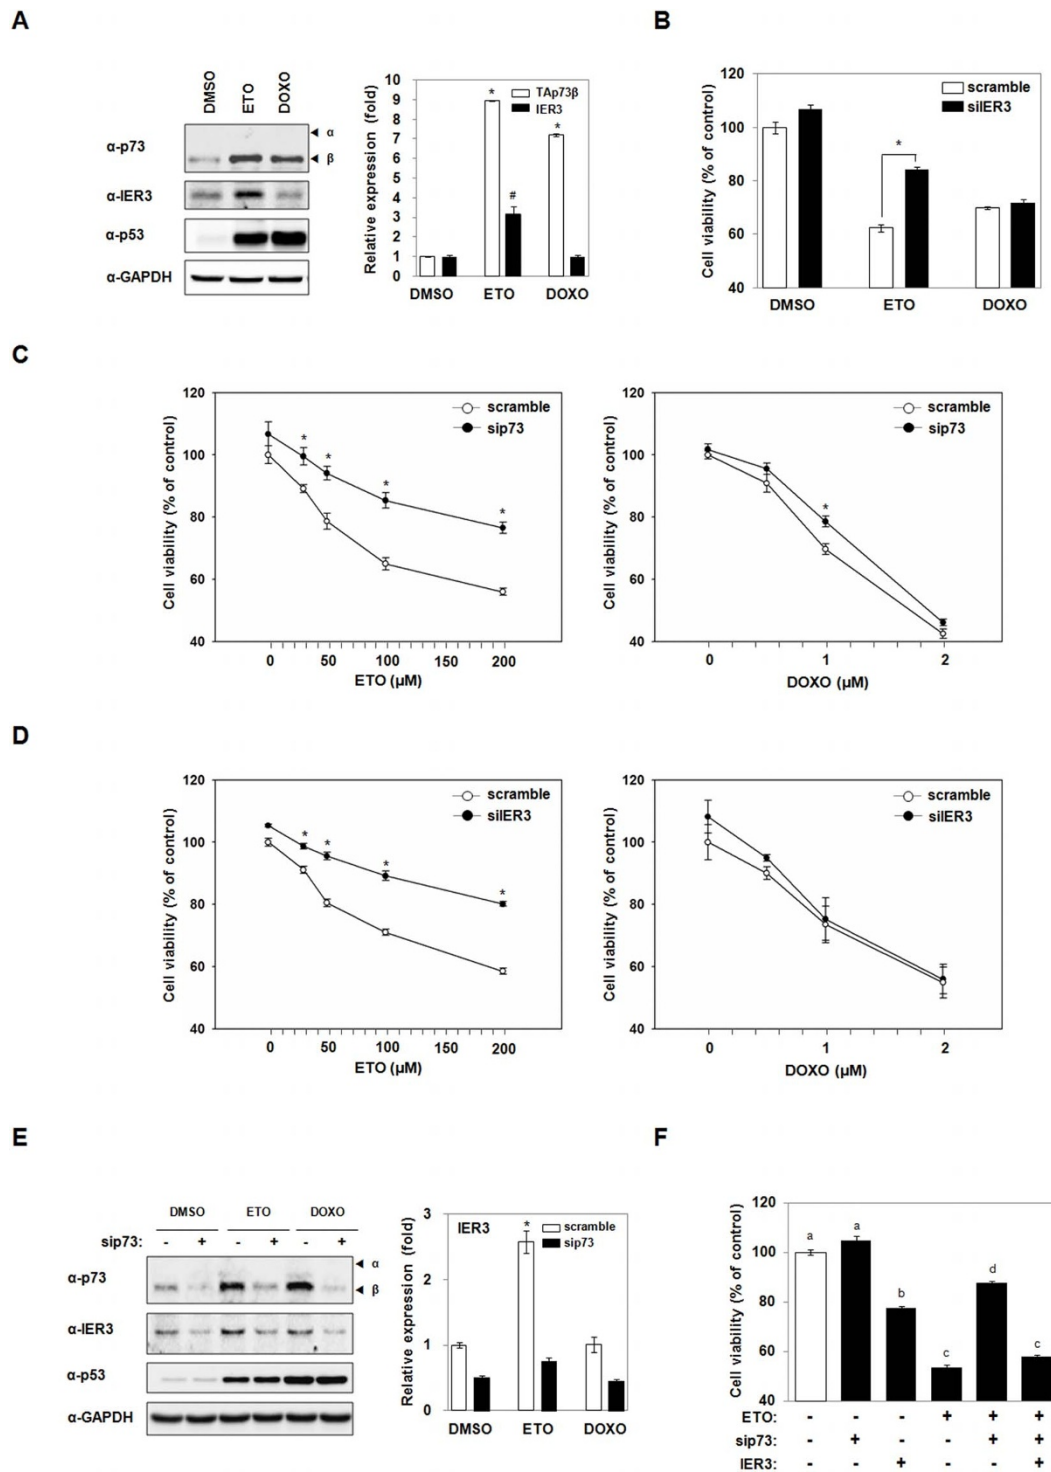 A
B
DMSO
ETO
DOXO
α-p73
◄ α
◄ β
α-IER3
α-p53
α-GAPDH
Relative expression (fold)
10
9
8
7
6
5
4
3
2
1
0
TAp73β
IER3
*
#
*
DMSO ETO DOXO
Cell viability (% of control)
120
100
80
60
40
scramble
siIER3
*
DMSO ETO DOXO
C
Cell viability (% of control)
120
100
80
60
40
scramble
sip73
* * * *
0 50 100 150 200
ETO (µM)
Cell viability (% of control)
120
100
80
60
40
scramble
sip73
*
0 1 2
DOXO (µM)
D
Cell viability (% of control)
120
100
80
60
40
scramble
siIER3
* * * *
0 50 100 150 200
ETO (µM)
Cell viability (% of control)
120
100
80
60
40
scramble
siIER3
0 1 2
DOXO (µM)
E
F
DMSO ETO DOXO
sip73: - + - + - +
α-p73
◄ α
◄ β
α-IER3
α-p53
α-GAPDH
Relative expression (fold)
3
2
1
0
IER3
scramble
sip73
*
DMSO ETO DOXO
Cell viability (% of control)
120
100
80
60
40
a a b c d c
ETO: - - - + + +
sip73: - + - - + +
IER3: - - + - - +